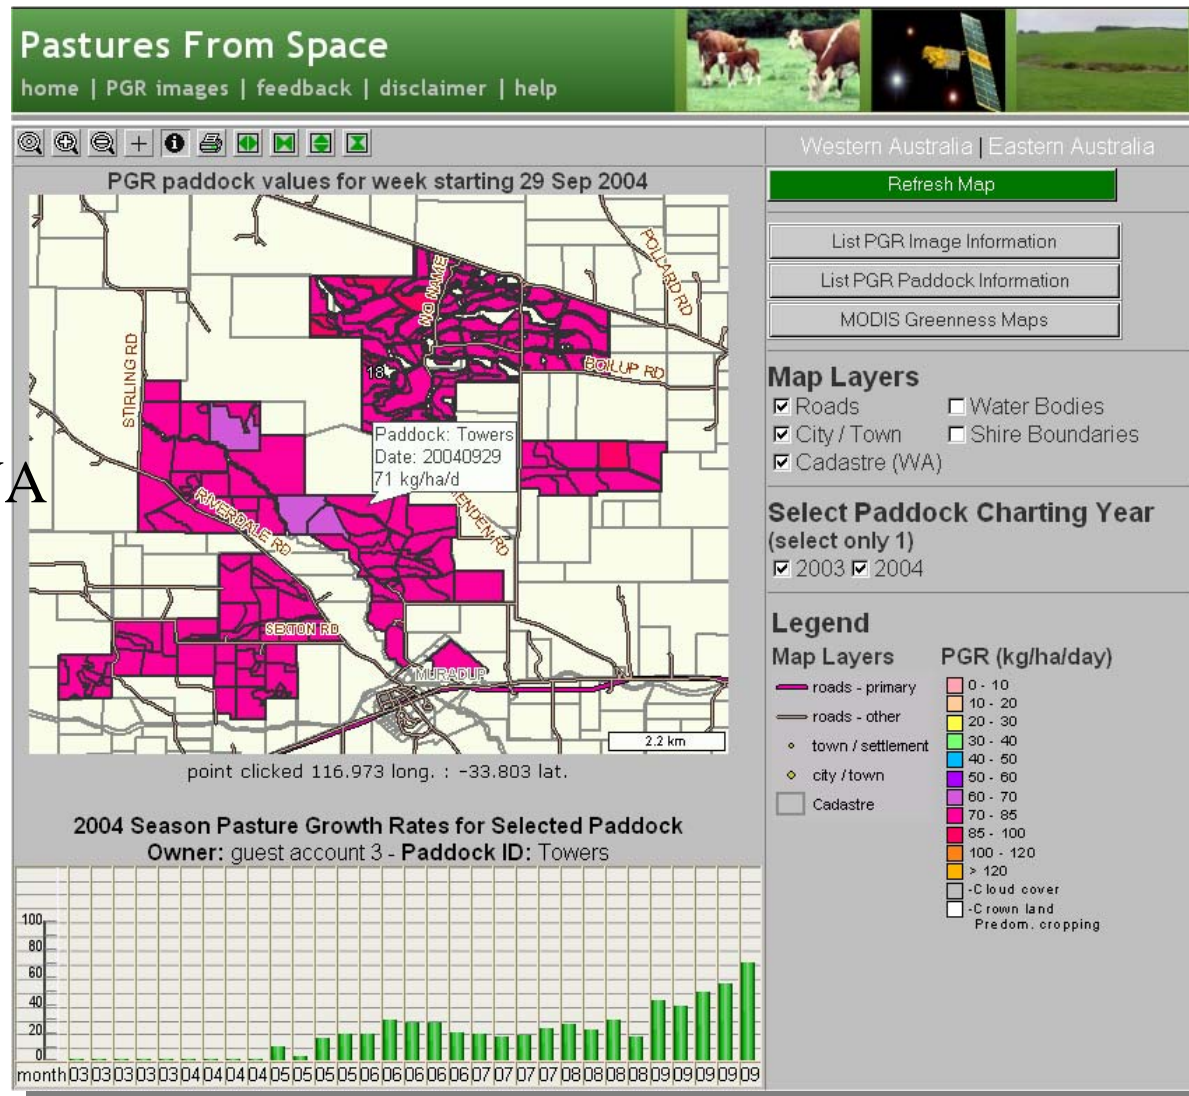 Pastures From Space
home | PGR images | feedback | disclaimer | help
Western Australia | Eastern Australia
PGR paddock values for week starting 29 Sep 2004
Refresh Map
List PGR Image Information
List PGR Paddock Information
MODIS Greenness Maps
POLLARD RD
NO NAME
STIRLING RD
BOILUP RD
18
Paddock: Towers
Date: 20040929
71 kg/ha/d
ENDEN RD
RIVERDALE RD
SEXTON RD
MURADUP
2.2 km
A
point clicked 116.973 long. : -33.803 lat.
Map Layers
Roads
Water Bodies
City / Town
Shire Boundaries
Cadastre (WA)
Select Paddock Charting Year
(select only 1)
2003 2004
Legend
Map Layers
roads - primary
roads - other
town / settlement
city / town
Cadastre
PGR (kg/ha/day)
0 - 10
10 - 20
20 - 30
30 - 40
40 - 50
50 - 60
60 - 70
70 - 85
85 - 100
100 - 120
> 120
-Cloud cover
-Crown land
Predom. cropping
2004 Season Pasture Growth Rates for Selected Paddock
Owner: guest account 3 - Paddock ID: Towers
100
80
60
40
20
0
month 03 03 03 03 03 04 04 04 04 05 05 05 05 06 06 06 06 06 07 07 07 07 08 08 08 08 09 09 09 09 09